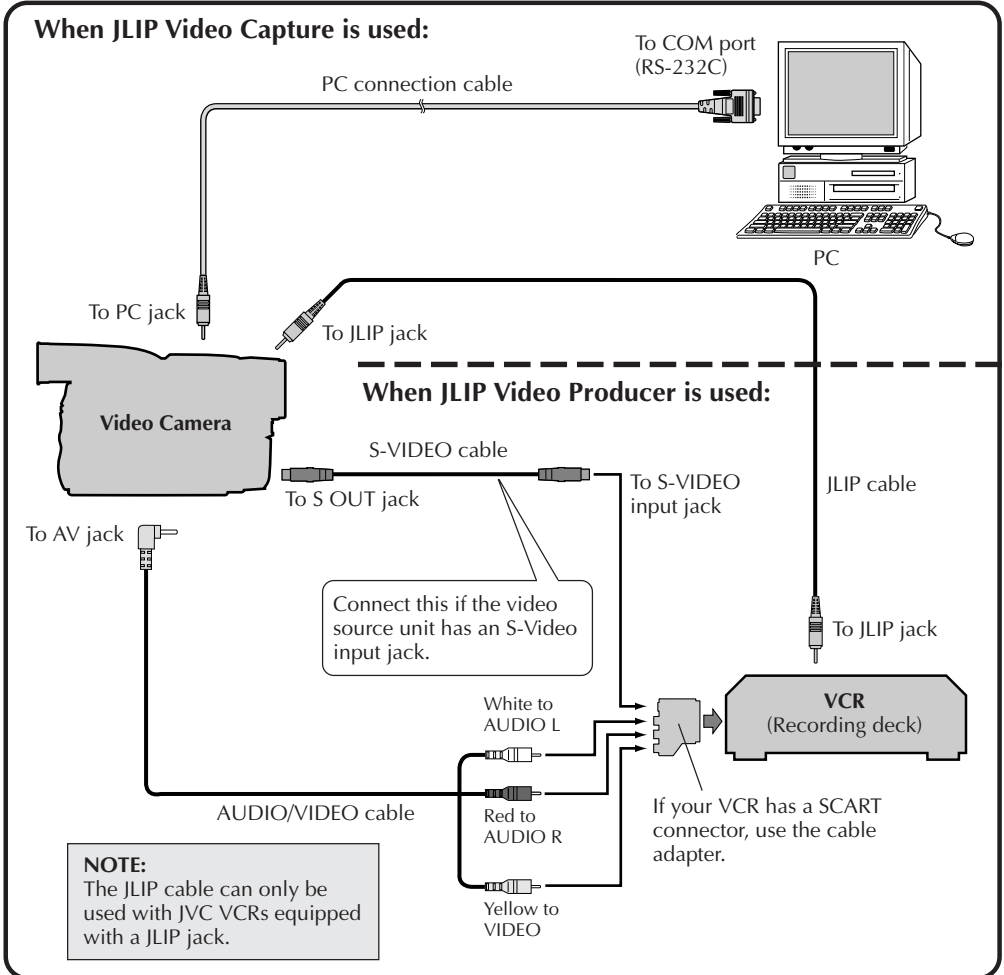 When JLIP Video Capture is used:
To COM port
(RS-232C)
PC connection cable
PC
To PC jack
To JLIP jack
When JLIP Video Producer is used:
Video Camera
S-VIDEO cable
To S OUT jack
To S-VIDEO
input jack
JLIP cable
To AV jack
Connect this if the video
source unit has an S-Video
input jack.
To JLIP jack
White to
AUDIO L
VCR
(Recording deck)
AUDIO/VIDEO cable
Red to
AUDIO R
If your VCR has a SCART
connector, use the cable
adapter.
NOTE:
The JLIP cable can only be
used with JVC VCRs equipped
with a JLIP jack.
Yellow to
VIDEO